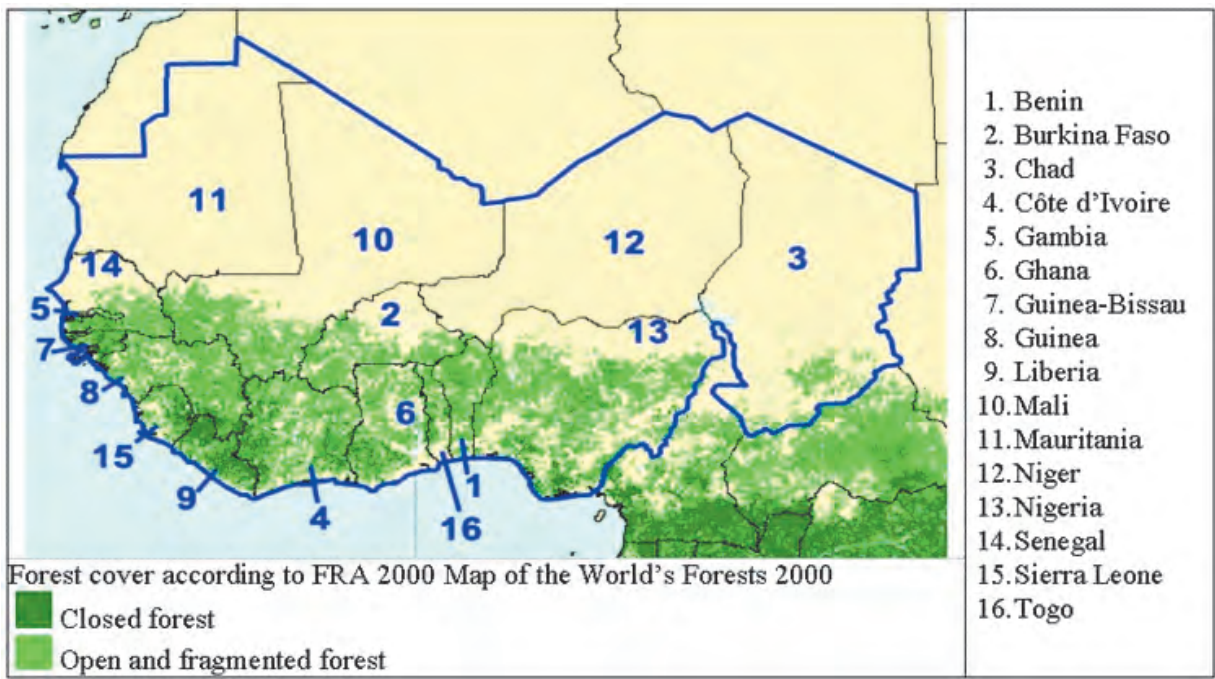 11
10
12
3
14
5
2
13
7
8
6
15
9
4
1
16
1. Benin
2. Burkina Faso
3. Chad
4. Côte d'Ivoire
5. Gambia
6. Ghana
7. Guinea-Bissau
8. Guinea
9. Liberia
10. Mali
11. Mauritania
12. Niger
13. Nigeria
14. Senegal
15. Sierra Leone
16. Togo
Forest cover according to FRA 2000 Map of the World's Forests 2000
Closed forest
Open and fragmented forest